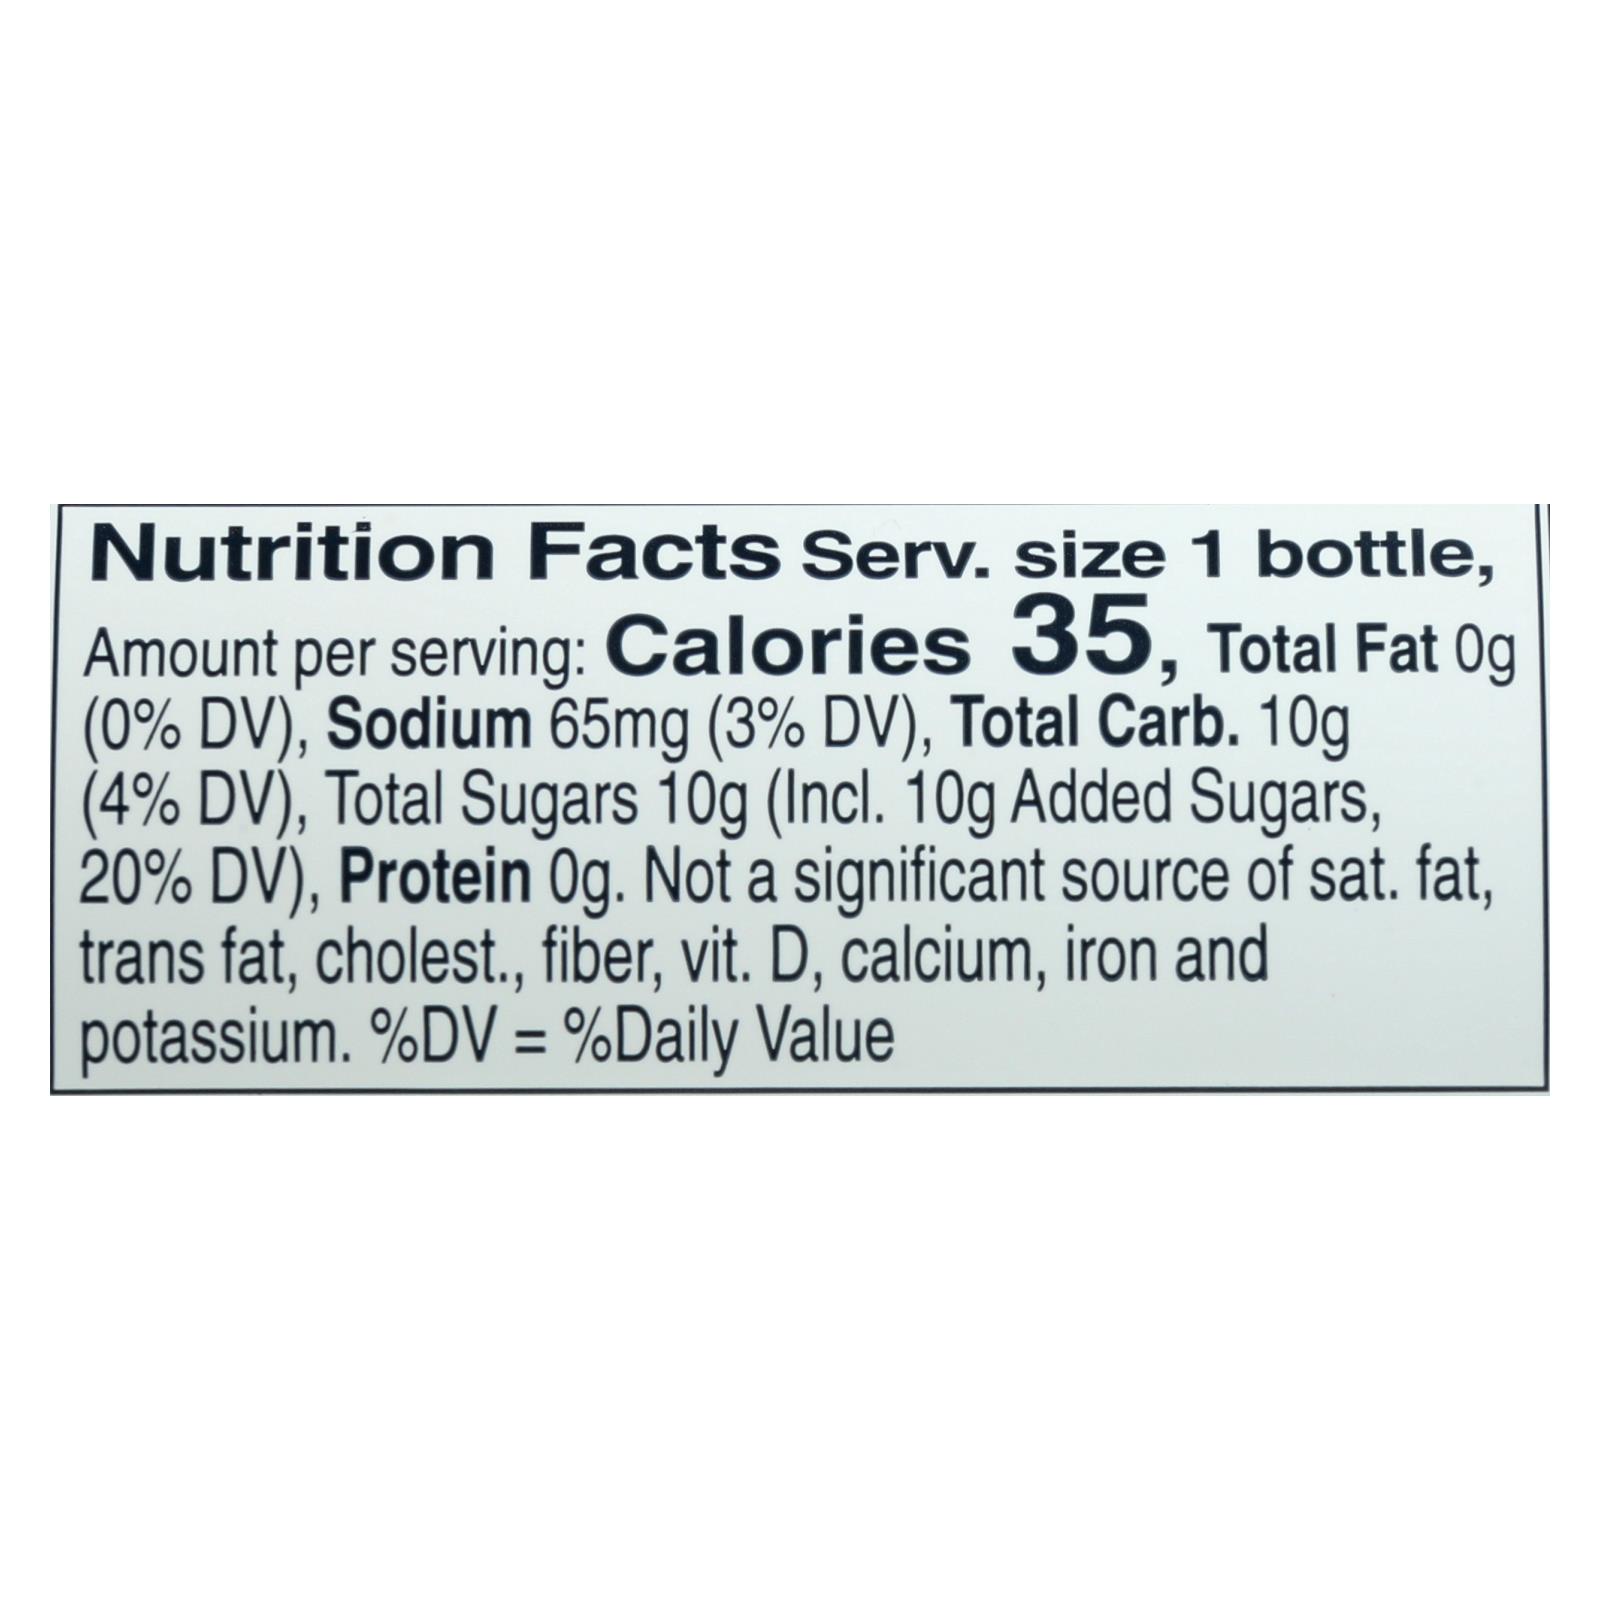 Nutrition Facts Serv. size 1 bottle,
Amount per serving: Calories 35, Total Fat 0g
(0% DV), Sodium 65mg (3% DV), Total Carb. 10g
(4% DV), Total Sugars 10g (Incl. 10g Added Sugars,
20% DV), Protein 0g. Not a significant source of sat. fat,
trans fat, cholest., fiber, vit. D, calcium, iron and
potassium. %DV = %Daily Value